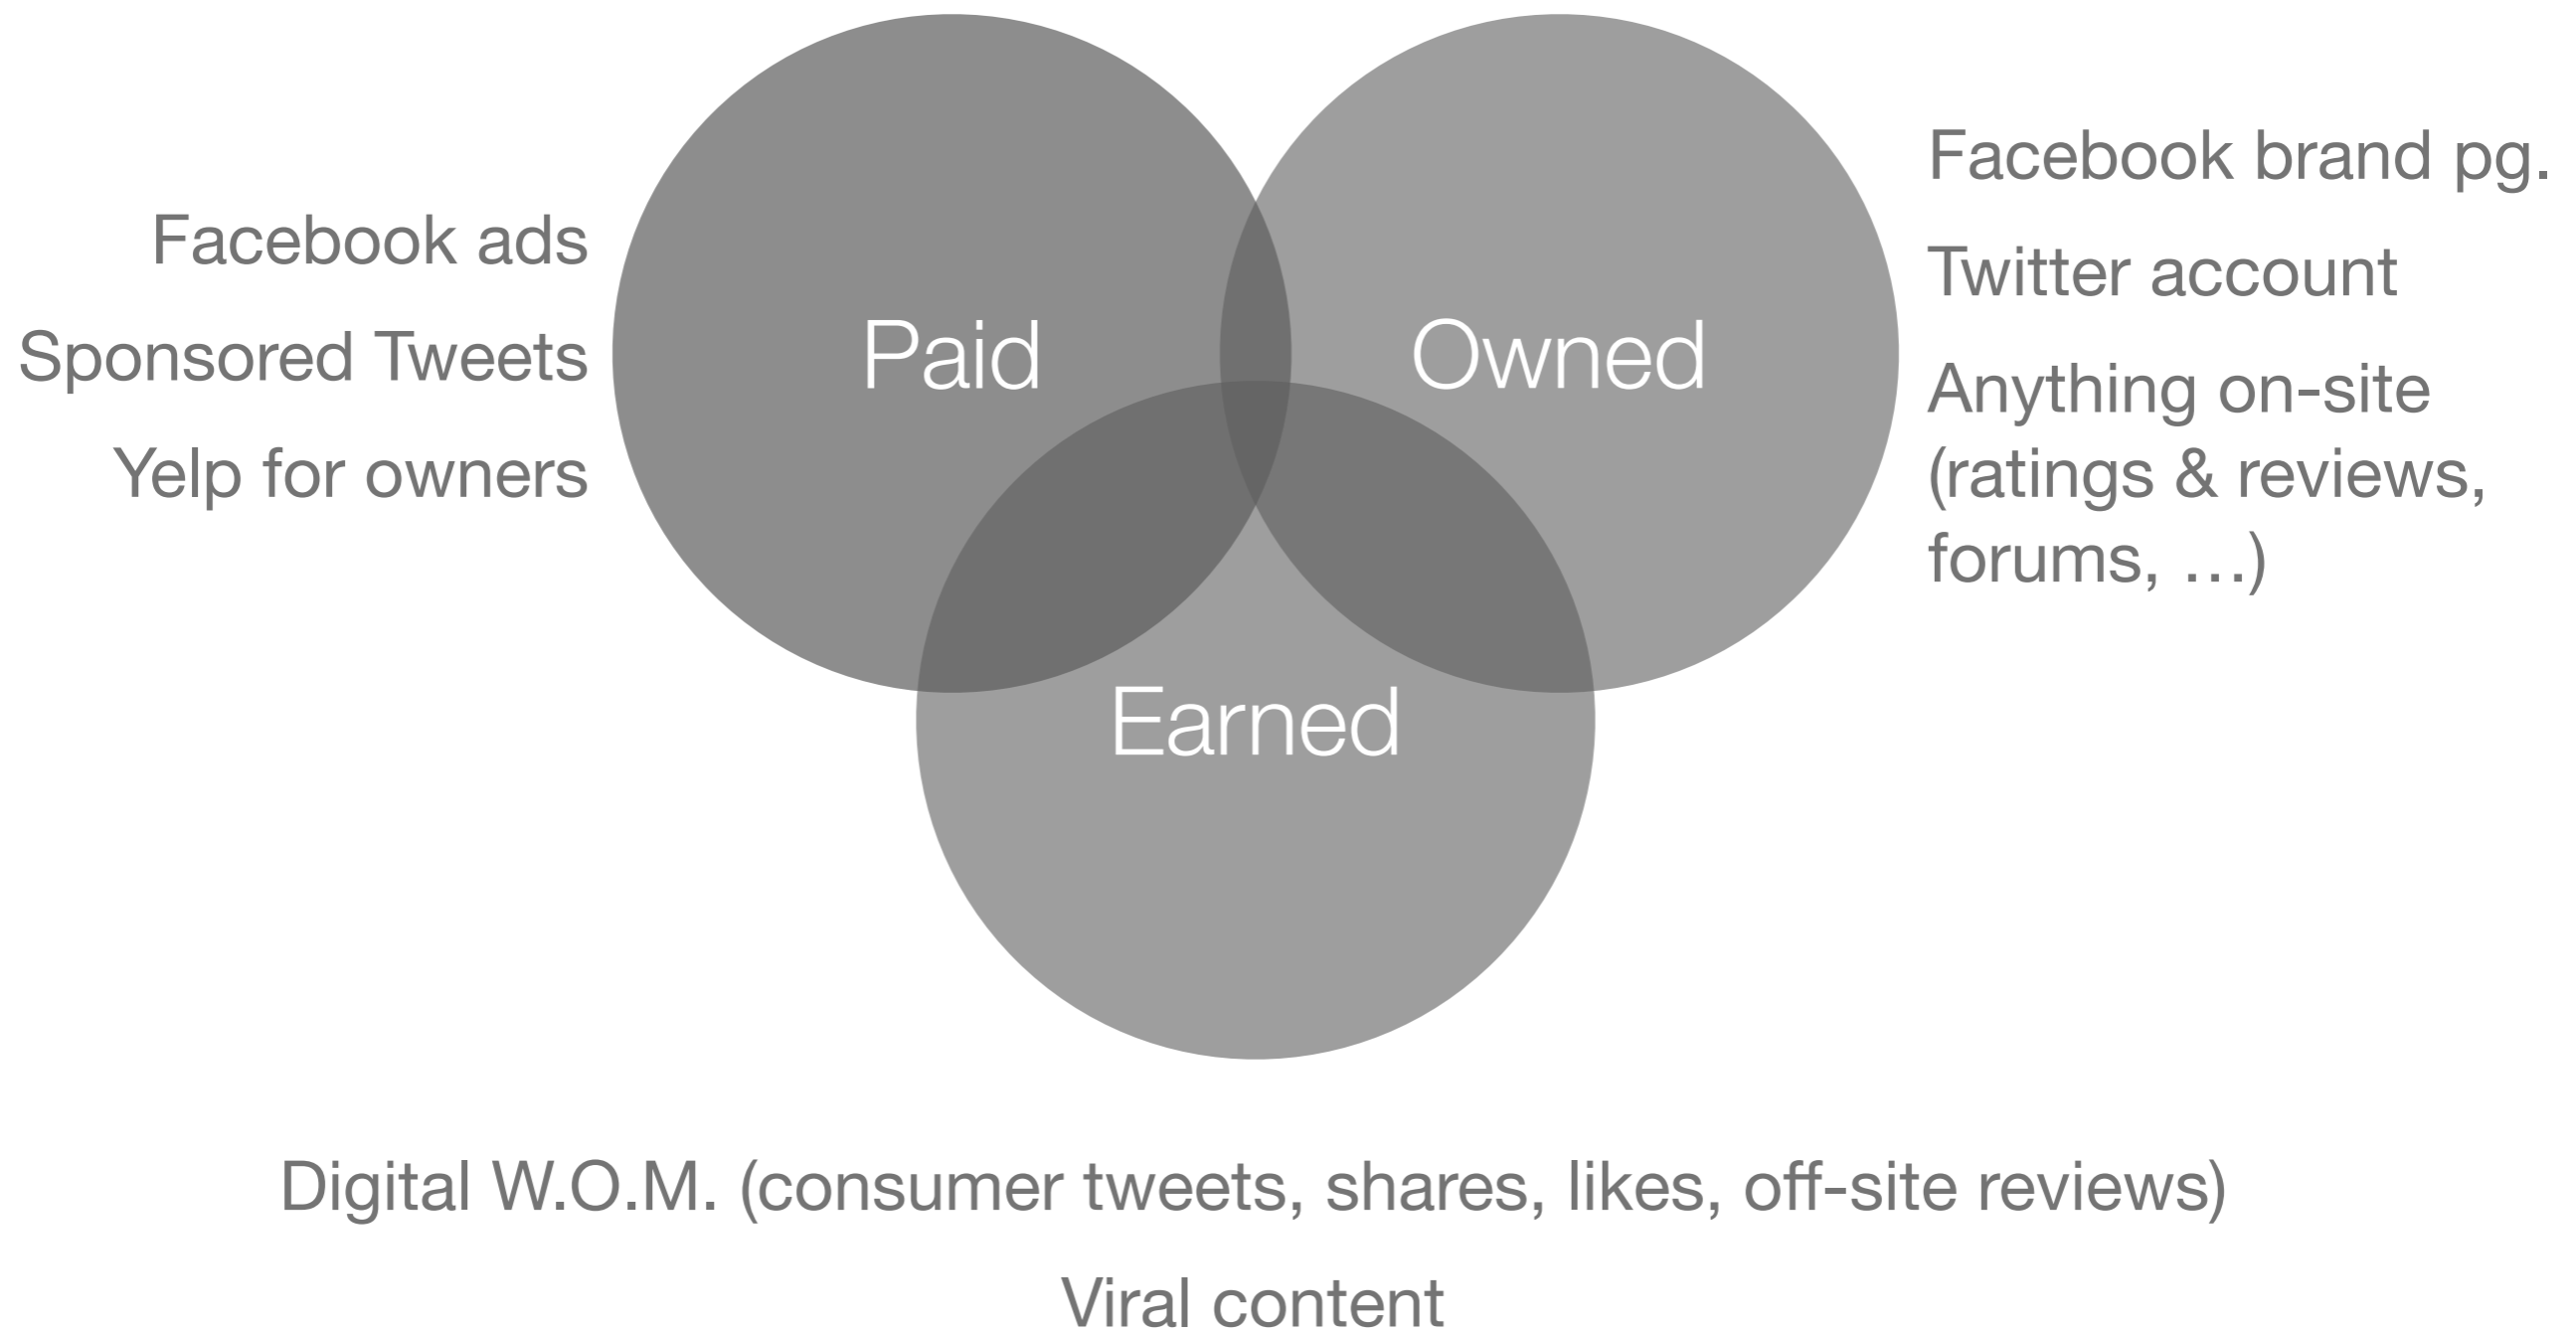 Paid
Owned
Earned
Facebook ads
Sponsored Tweets
Yelp for owners
Facebook brand pg.
Twitter account
Anything on-site
(ratings & reviews,
forums, …)
Digital W.O.M. (consumer tweets, shares, likes, off-site reviews)
Viral content